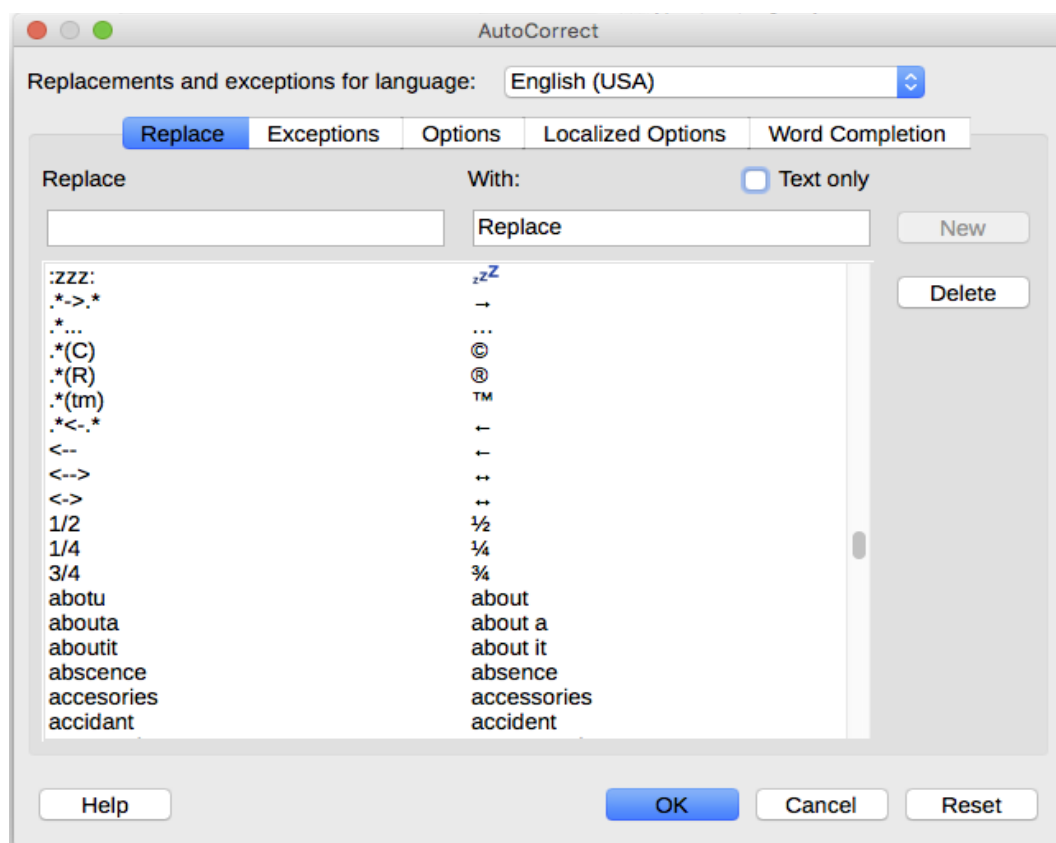 AutoCorrect
Replacements and exceptions for language: English (USA)
Replace Exceptions Options Localized Options Word Completion
Replace With: Text only
Replace New
:zzz: zzZ
Delete
.*->.* →
.*... …
.*(C) ©
.*(R) ®
.*(tm) ™
.*<-.* ←
<-- ←
<--> ↔
<-> ↔
1/2 ½
1/4 ¼
3/4 ¾
abotu about
abouta about a
aboutit about it
abscence absence
accesories accessories
accidant accident
Help OK Cancel Reset